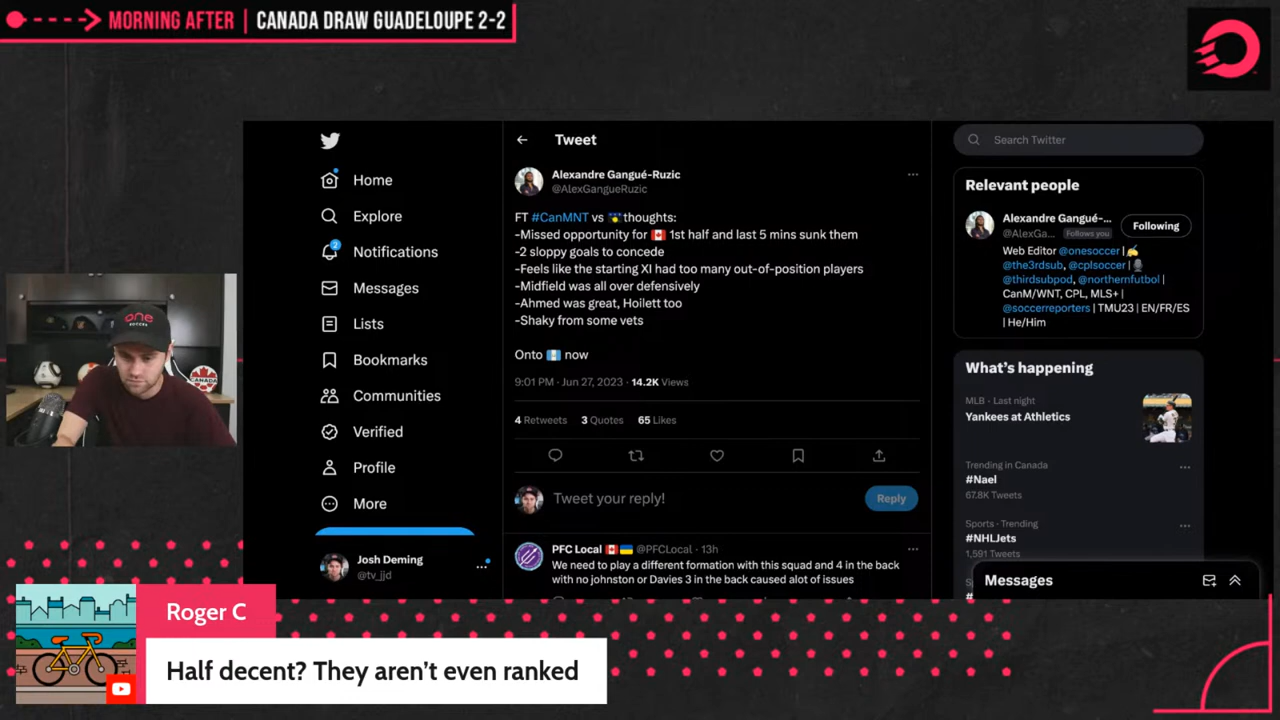 MORNING AFTER | CANADA DRAW GUADELOUPE 2-2
Home
Explore
2
Notifications
Messages
Lists
Bookmarks
Communities
Verified
Profile
More
Josh Deming
@tv_jjd
Tweet
Alexandre Gangué-Ruzic
@AlexGangueRuzic
FT #CanMNT vs thoughts:
-Missed opportunity for 🇨🇦 1st half and last 5 mins sunk them
-2 sloppy goals to concede
-Feels like the starting XI had too many out-of-position players
-Midfield was all over defensively
-Ahmed was great, Hoilett too
-Shaky from some vets
Onto 🇬🇹 now
9:01 PM · Jun 27, 2023 · 14.2K Views
4 Retweets 3 Quotes 65 Likes
Tweet your reply!
Reply
PFC Local 🇨🇦 🇺🇦 @PFCLocal · 13h
We need to play a different formation with this squad and 4 in the back
with no johnston or Davies 3 in the back caused alot of issues
Search Twitter
Relevant people
Alexandre Gangué-...
@AlexGa... Follows you
Following
Web Editor @onesoccer |
@the3rdsub, @cplsoccer |
@thirdsubpod, @northernfutbol |
CanM/WNT, CPL, MLS+ |
@soccerreporters | TMU23 | EN/FR/ES
| He/Him
What's happening
MLB · Last night
Yankees at Athletics
Trending in Canada
#Nael
67.8K Tweets
Sports · Trending
#NHLJets
1,591 Tweets
Messages
one
SOCCER
CANADA
Roger C
Half decent? They aren't even ranked